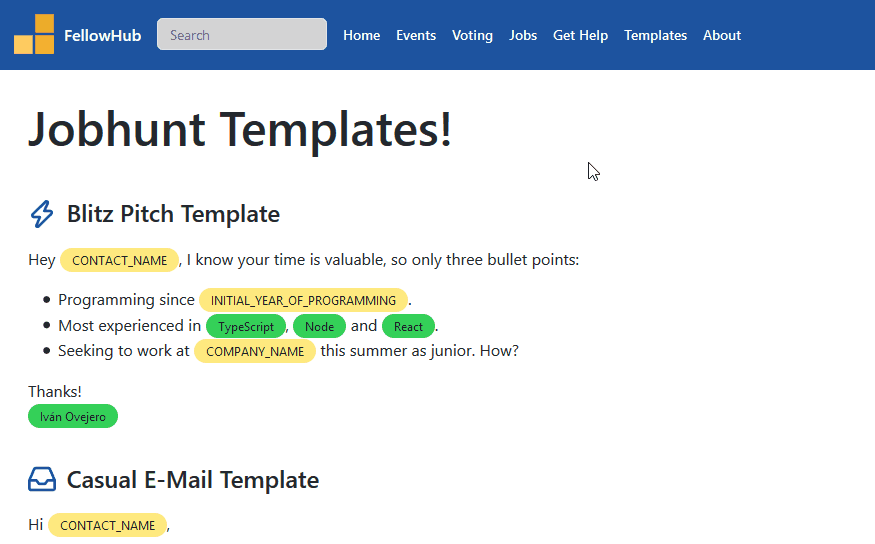 FellowHub Search Home Events Voting Jobs Get Help Templates About
Jobhunt Templates!
Blitz Pitch Template
Hey CONTACT_NAME, I know your time is valuable, so only three bullet points:
• Programming since INITIAL_YEAR_OF_PROGRAMMING.
• Most experienced in TypeScript, Node and React.
• Seeking to work at COMPANY_NAME this summer as junior. How?
Thanks!
Iván Ovejero
Casual E-Mail Template
Hi CONTACT_NAME,